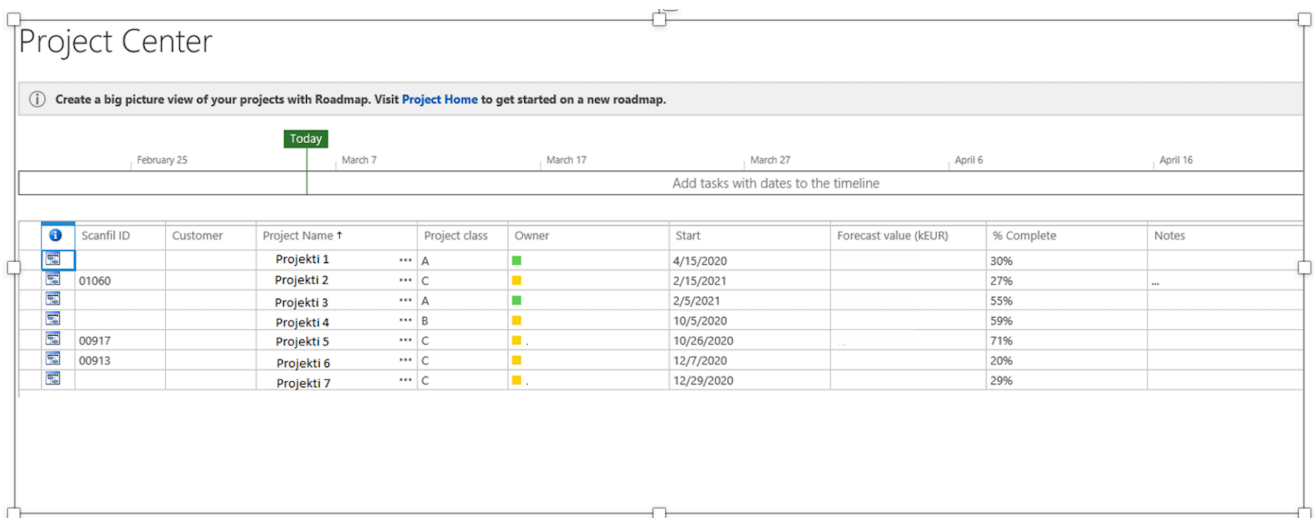 Project Center
Create a big picture view of your projects with Roadmap. Visit Project Home to get started on a new roadmap.
Today
February 25 March 7 March 17 March 27 April 6 April 16
Add tasks with dates to the timeline
Scanfil ID Customer Project Name ↑ Project class Owner Start Forecast value (kEUR) % Complete Notes
Projekti 1 ... A 4/15/2020 30%
01060 Projekti 2 ... C 2/15/2021 27% ...
Projekti 3 ... A 2/5/2021 55%
Projekti 4 ... B 10/5/2020 59%
00917 Projekti 5 ... C . 10/26/2020 71%
00913 Projekti 6 ... C 12/7/2020 20%
Projekti 7 ... C . 12/29/2020 29%